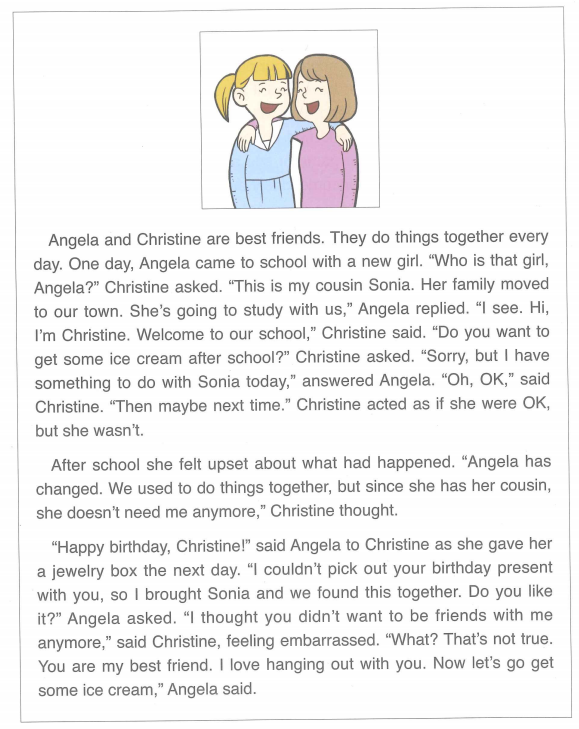 Angela and Christine are best friends. They do things together every
day. One day, Angela came to school with a new girl. “Who is that girl,
Angela?” Christine asked. “This is my cousin Sonia. Her family moved
to our town. She’s going to study with us,” Angela replied. “I see. Hi,
I’m Christine. Welcome to our school,” Christine said. “Do you want to
get some ice cream after school?” Christine asked. “Sorry, but I have
something to do with Sonia today,” answered Angela. “Oh, OK,” said
Christine. “Then maybe next time.” Christine acted as if she were OK,
but she wasn’t.
After school she felt upset about what had happened. “Angela has
changed. We used to do things together, but since she has her cousin,
she doesn’t need me anymore,” Christine thought.
“Happy birthday, Christine!” said Angela to Christine as she gave her
a jewelry box the next day. “I couldn’t pick out your birthday present
with you, so I brought Sonia and we found this together. Do you like
it?” Angela asked. “I thought you didn’t want to be friends with me
anymore,” said Christine, feeling embarrassed. “What? That’s not true.
You are my best friend. I love hanging out with you. Now let’s go get
some ice cream,” Angela said.